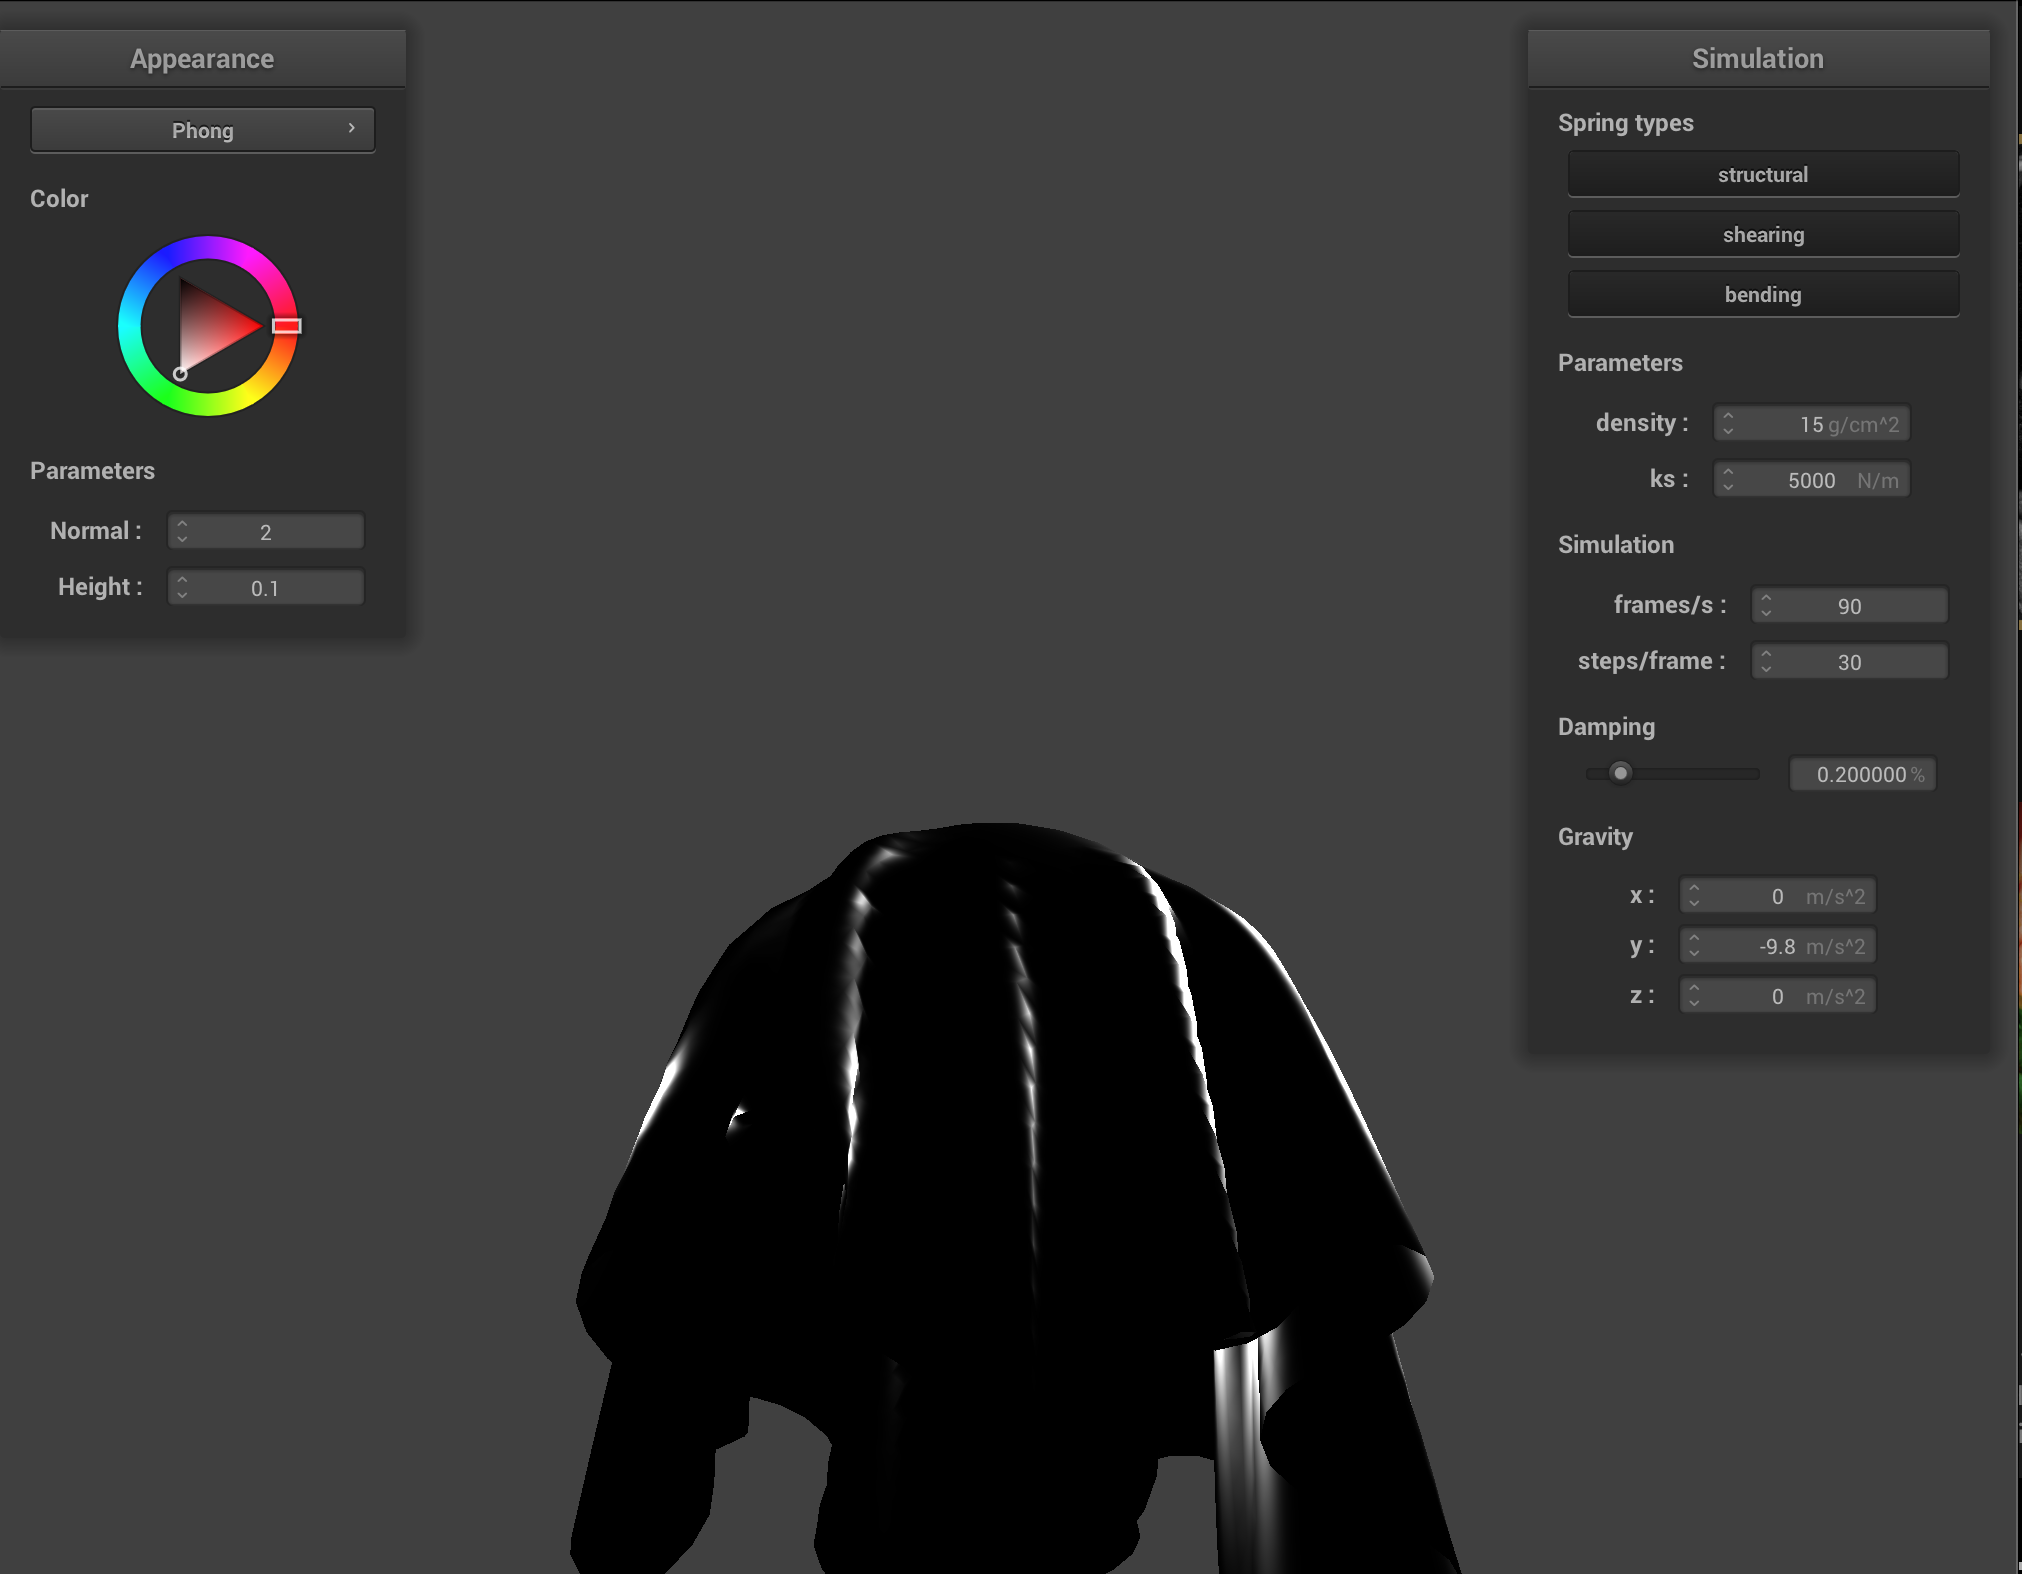 Appearance
Phong
Color
Parameters
Normal : 2
Height : 0.1
Simulation
Spring types
structural
shearing
bending
Parameters
density : 15 g/cm^2
ks : 5000 N/m
Simulation
frames/s : 90
steps/frame : 30
Damping
0.200000 %
Gravity
x : 0 m/s^2
y : -9.8 m/s^2
z : 0 m/s^2